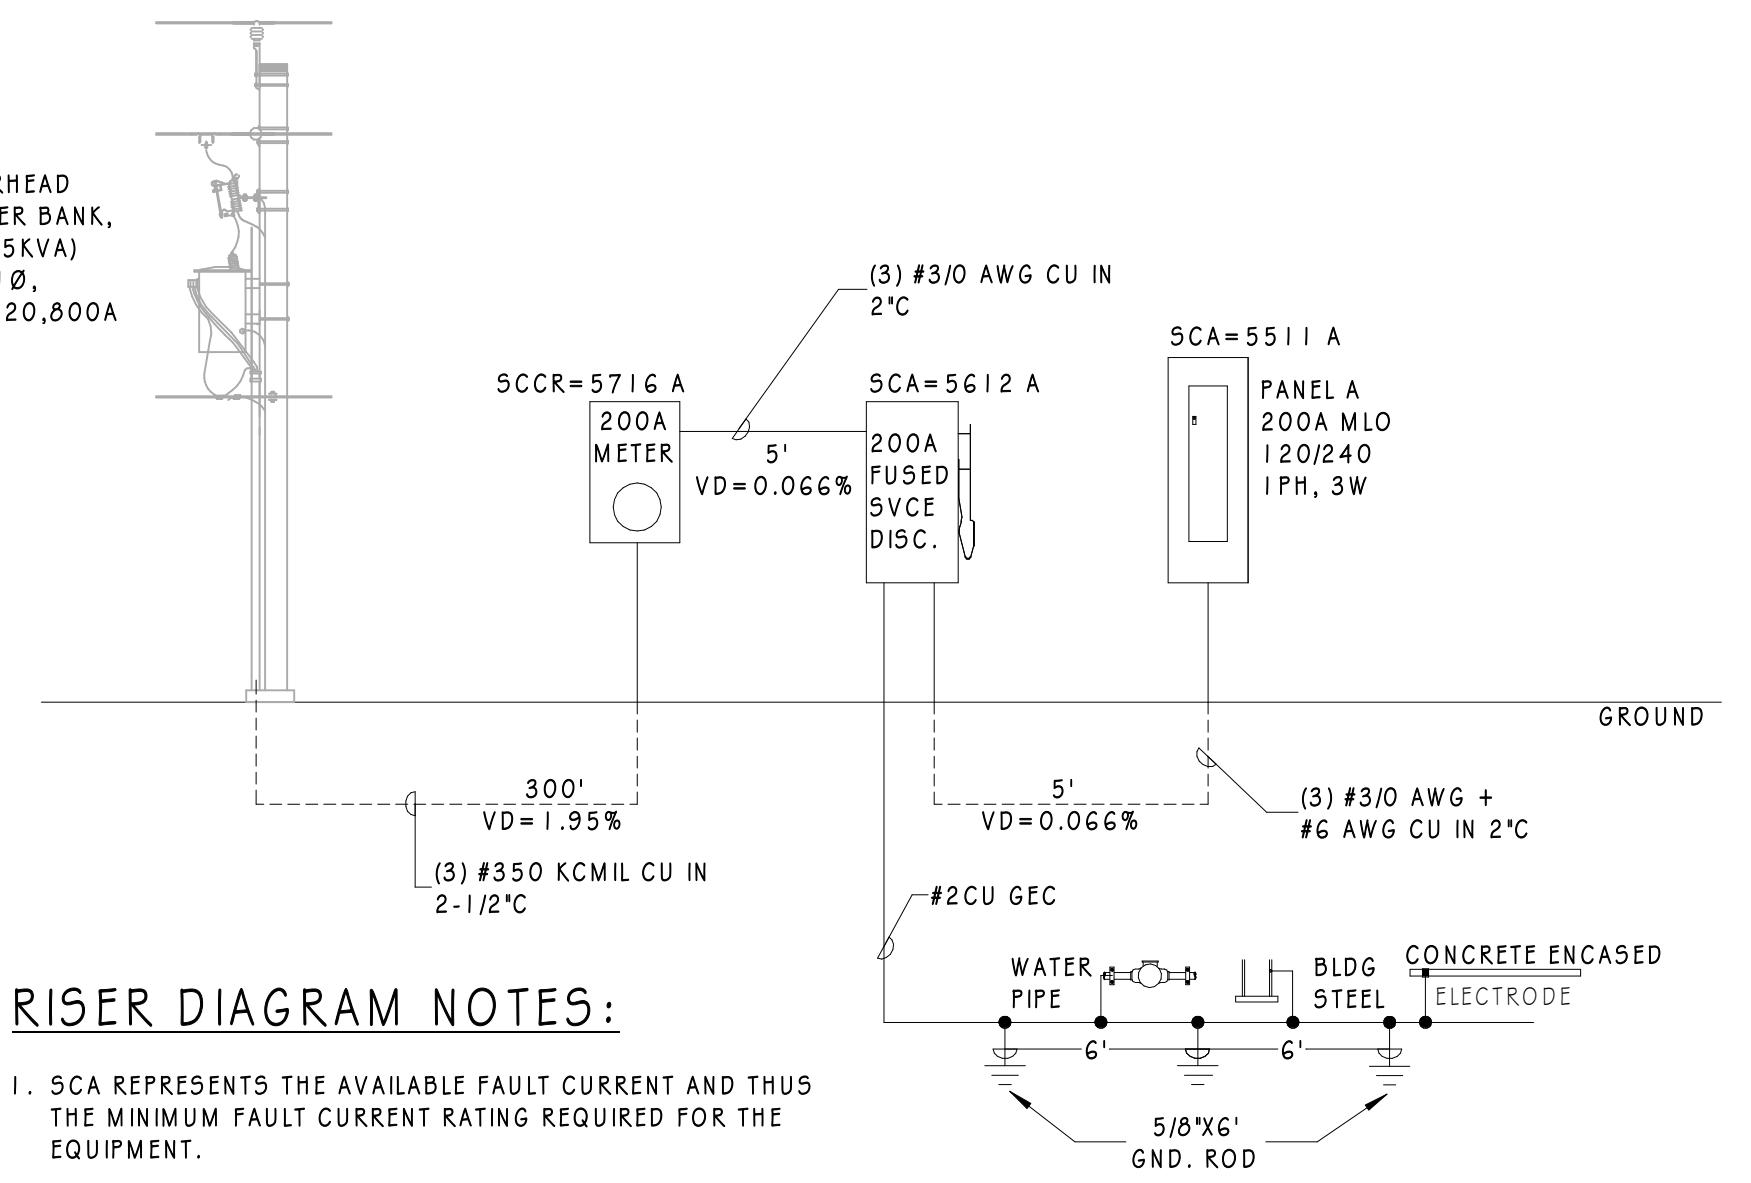 RHEAD
ER BANK,
5KVA)
Ø,
20,800A
(3) #3/0 AWG CU IN
2"C
SCCR=5716 A
200A
METER
5'
VD=0.066%
SCA=5612 A
200A
FUSED
SVCE
DISC.
SCA=5511 A
PANEL A
200A MLO
120/240
1PH, 3W
GROUND
300'
VD=1.95%
(3) #350 KCMIL CU IN
2-1/2"C
5'
VD=0.066%
(3) #3/0 AWG +
#6 AWG CU IN 2"C
#2CU GEC
WATER
PIPE
BLDG
STEEL
CONCRETE ENCASED
ELECTRODE
6'
6'
5/8"X6'
GND. ROD
RISER DIAGRAM NOTES:
1. SCA REPRESENTS THE AVAILABLE FAULT CURRENT AND THUS
THE MINIMUM FAULT CURRENT RATING REQUIRED FOR THE
EQUIPMENT.